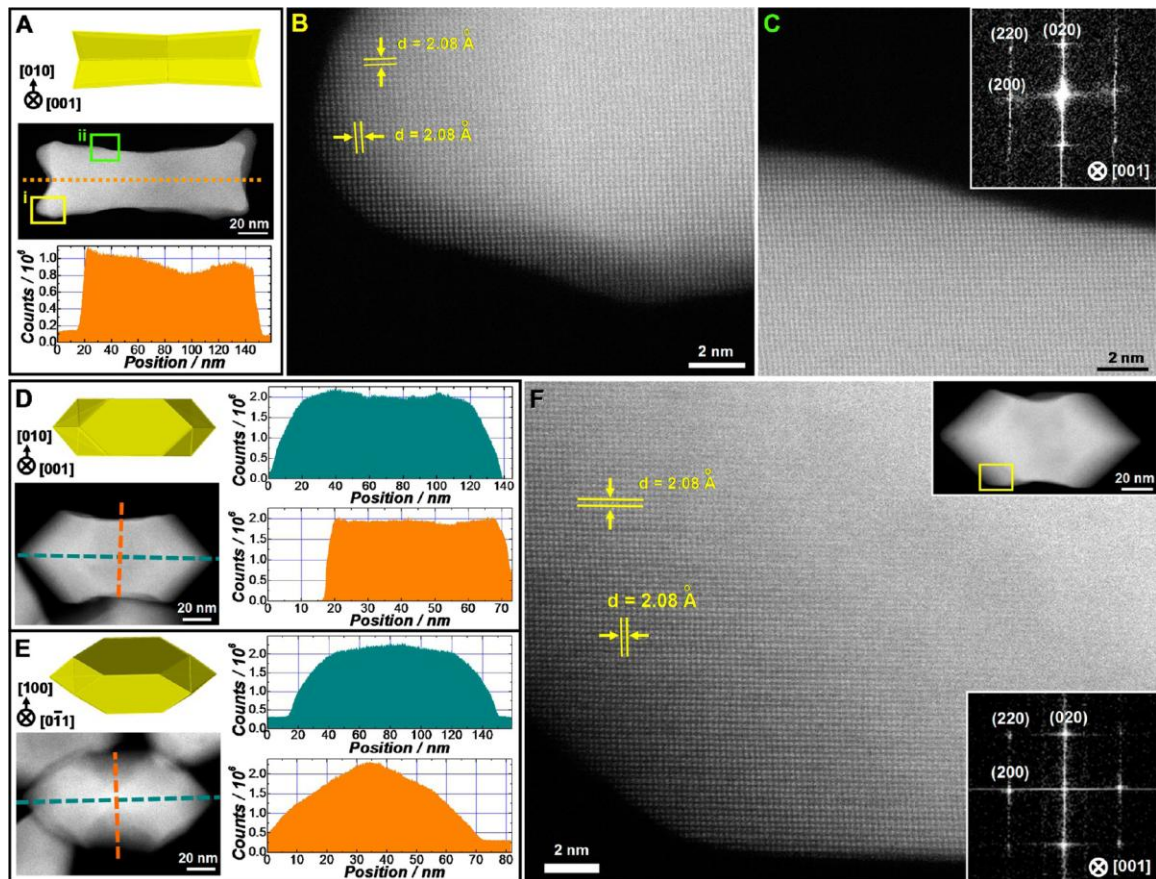 A
[010]
[001]
ii
i
20 nm
Counts / 10⁶
1.0
0.8
0.6
0.4
0.2
0.0
0 20 40 60 80 100 120 140
Position / nm
B
d = 2.08 Å
d = 2.08 Å
2 nm
C
(220) (020)
(200)
[001]
2 nm
D
[010]
[001]
20 nm
Counts / 10⁶
2.0
1.5
1.0
0.5
0.0
0 20 40 60 80 100 120 140
Position / nm
Counts / 10⁶
2.0
1.5
1.0
0.5
0.0
0 10 20 30 40 50 60 70
Position / nm
E
[100]
[01̄1]
20 nm
Counts / 10⁶
2.0
1.5
1.0
0.5
0.0
0 20 40 60 80 100 120 140
Position / nm
Counts / 10⁶
2.0
1.5
1.0
0.5
0.0
0 10 20 30 40 50 60 70 80
Position / nm
F
20 nm
d = 2.08 Å
d = 2.08 Å
(220) (020)
(200)
[001]
2 nm